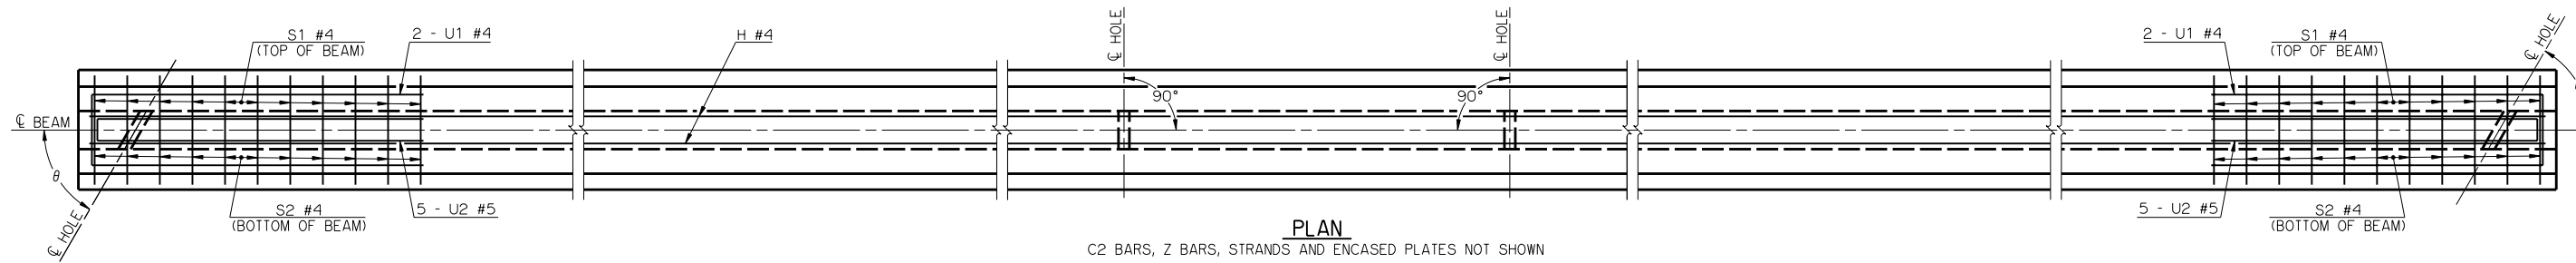 S1 #4
(TOP OF BEAM)
2 - U1 #4
H #4
℄ HOLE
℄ HOLE
2 - U1 #4
S1 #4
(TOP OF BEAM)
℄ HOLE
90°
90°
℄ BEAM
θ
℄ HOLE
S2 #4
(BOTTOM OF BEAM)
5 - U2 #5
5 - U2 #5
S2 #4
(BOTTOM OF BEAM)
PLAN
C2 BARS, Z BARS, STRANDS AND ENCASED PLATES NOT SHOWN